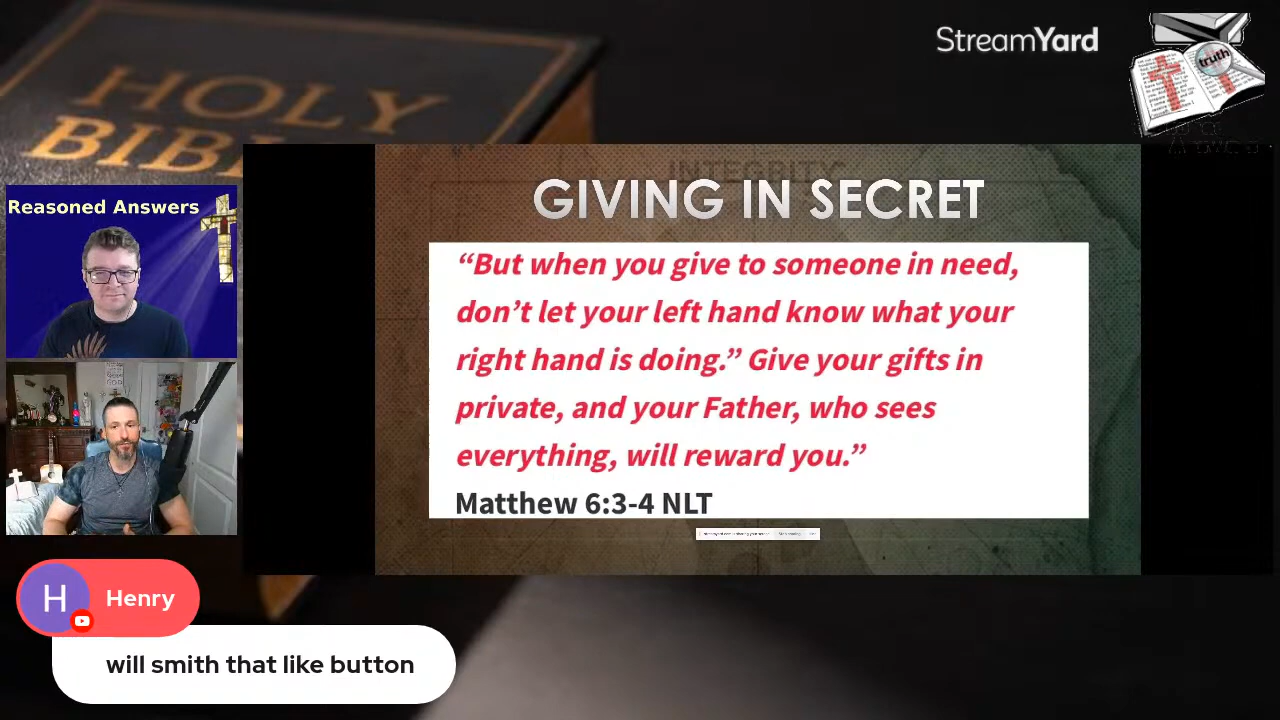 HOLY
BIBL
StreamYard
truth
Reasoned Answers
INTEGRITY
GIVING IN SECRET
“But when you give to someone in need,
don’t let your left hand know what your
right hand is doing.” Give your gifts in
private, and your Father, who sees
everything, will reward you.”
Matthew 6:3-4 NLT
H
Henry
will smith that like button